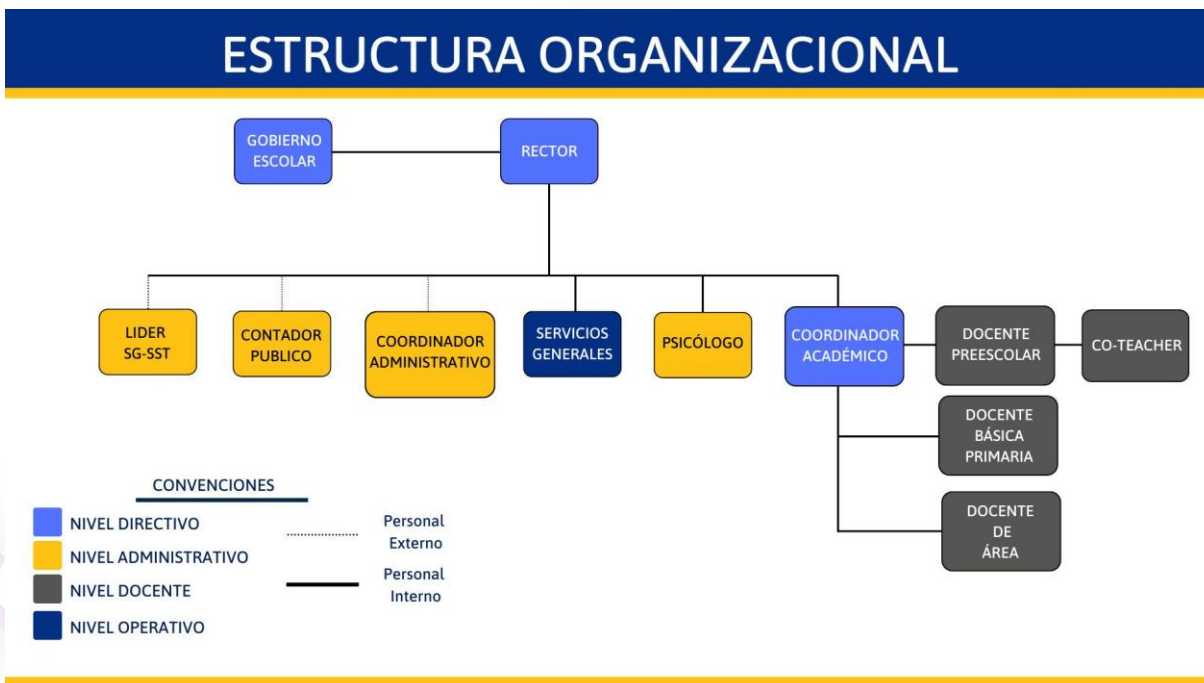 ESTRUCTURA ORGANIZACIONAL
GOBIERNO
ESCOLAR
RECTOR
LIDER
SG-SST
CONTADOR
PUBLICO
COORDINADOR
ADMINISTRATIVO
SERVICIOS
GENERALES
PSICÓLOGO
COORDINADOR
ACADÉMICO
DOCENTE
PREESCOLAR
CO-TEACHER
DOCENTE
BÁSICA
PRIMARIA
DOCENTE
DE
ÁREA
CONVENCIONES
NIVEL DIRECTIVO
NIVEL ADMINISTRATIVO
NIVEL DOCENTE
NIVEL OPERATIVO
Personal
Externo
Personal
Interno